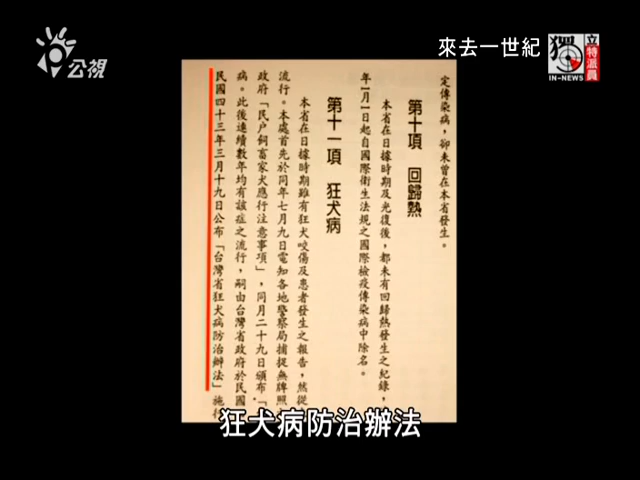 公視
來去一世紀
獨立特派員
IN-NEWS
定傳染病，卻未曾在本省發生。
第十項 回歸熱
本省在日據時期及光復後，都未有回歸熱發生之紀錄，
年1月1日起自國際衛生法規之國際檢疫傳染病中除名。
第十一項 狂犬病
本省在日據時期雖有狂犬咬傷及患者發生之報告，然從
流行。本處首先於同年七月九日電知各地警察局捕捉無牌照
政府「民戶飼畜家犬應行注意事項」，同月二十九日頒布「
病。此後連續數年均有該症之流行，嗣由台灣省政府於民國
民國四十三年三月十九日公布「台灣省狂犬病防治辦法」施行
狂犬病防治辦法